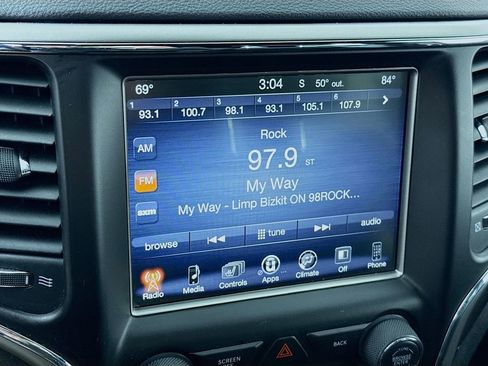 69° 3:04 S 50° out. 84°
1 2 3 4 5 6
93.1 100.7 98.1 93.1 105.1 107.9
Rock
AM
97.9 ST
FM
My Way
SXM
My Way - Limp Bizkit ON 98ROCK...
browse tune audio
Radio Media Controls Apps Climate Off Phone
SCREEN BACK
BROWSE